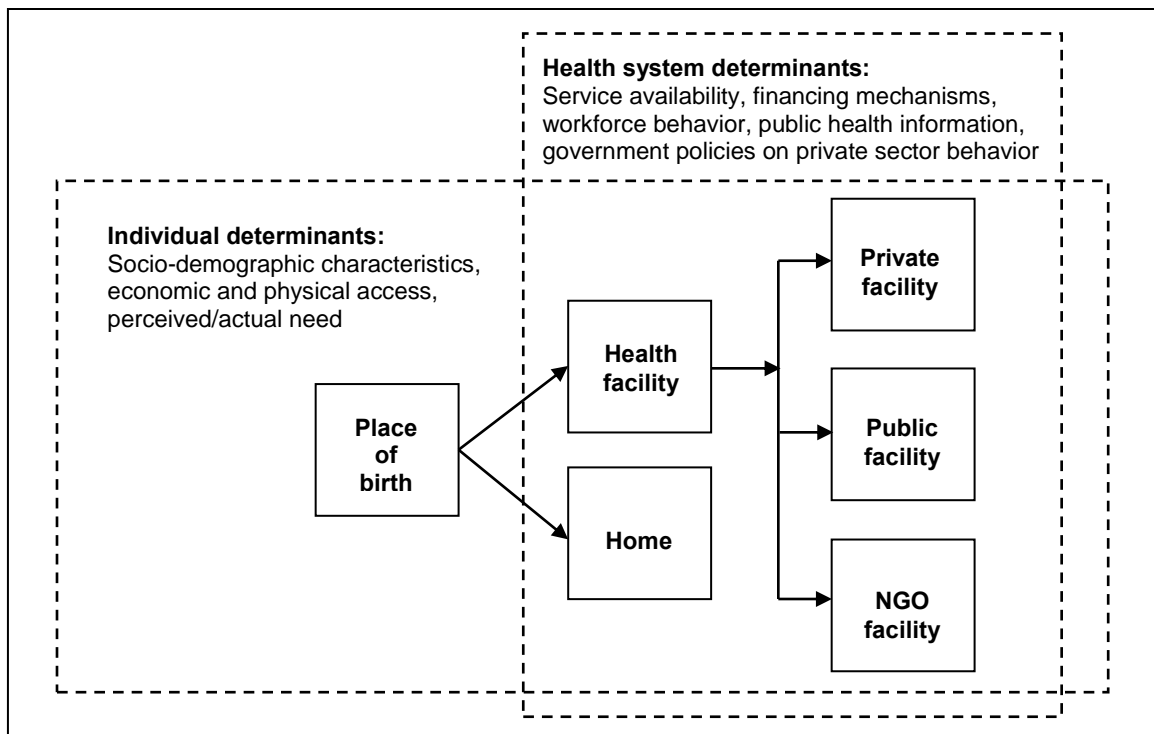 Health system determinants:
Service availability, financing mechanisms,
workforce behavior, public health information,
government policies on private sector behavior
Individual determinants:
Socio-demographic characteristics,
economic and physical access,
perceived/actual need
Place
of
birth
Health
facility
Home
Private
facility
Public
facility
NGO
facility